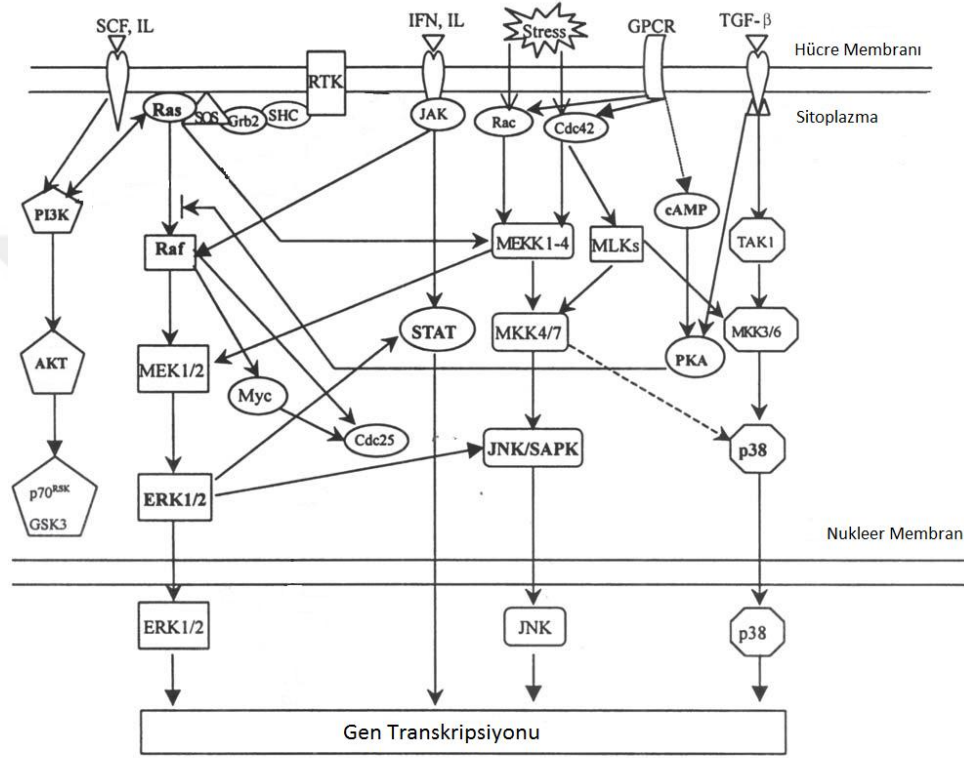 SCF, IL
IFN, IL
Stress
GPCR
TGF-β
Hücre Membranı
RTK
Ras
SOS
Grb2
SHC
JAK
Rac
Cdc42
Sitoplazma
PI3K
cAMP
Raf
MEKK1-4
MLKs
TAK1
STAT
MKK4/7
MKK3/6
AKT
MEK1/2
PKA
Myc
Cdc25
JNK/SAPK
p38
p70RSK
GSK3
ERK1/2
Nukleer Membran
ERK1/2
JNK
p38
Gen Transkripsiyonu